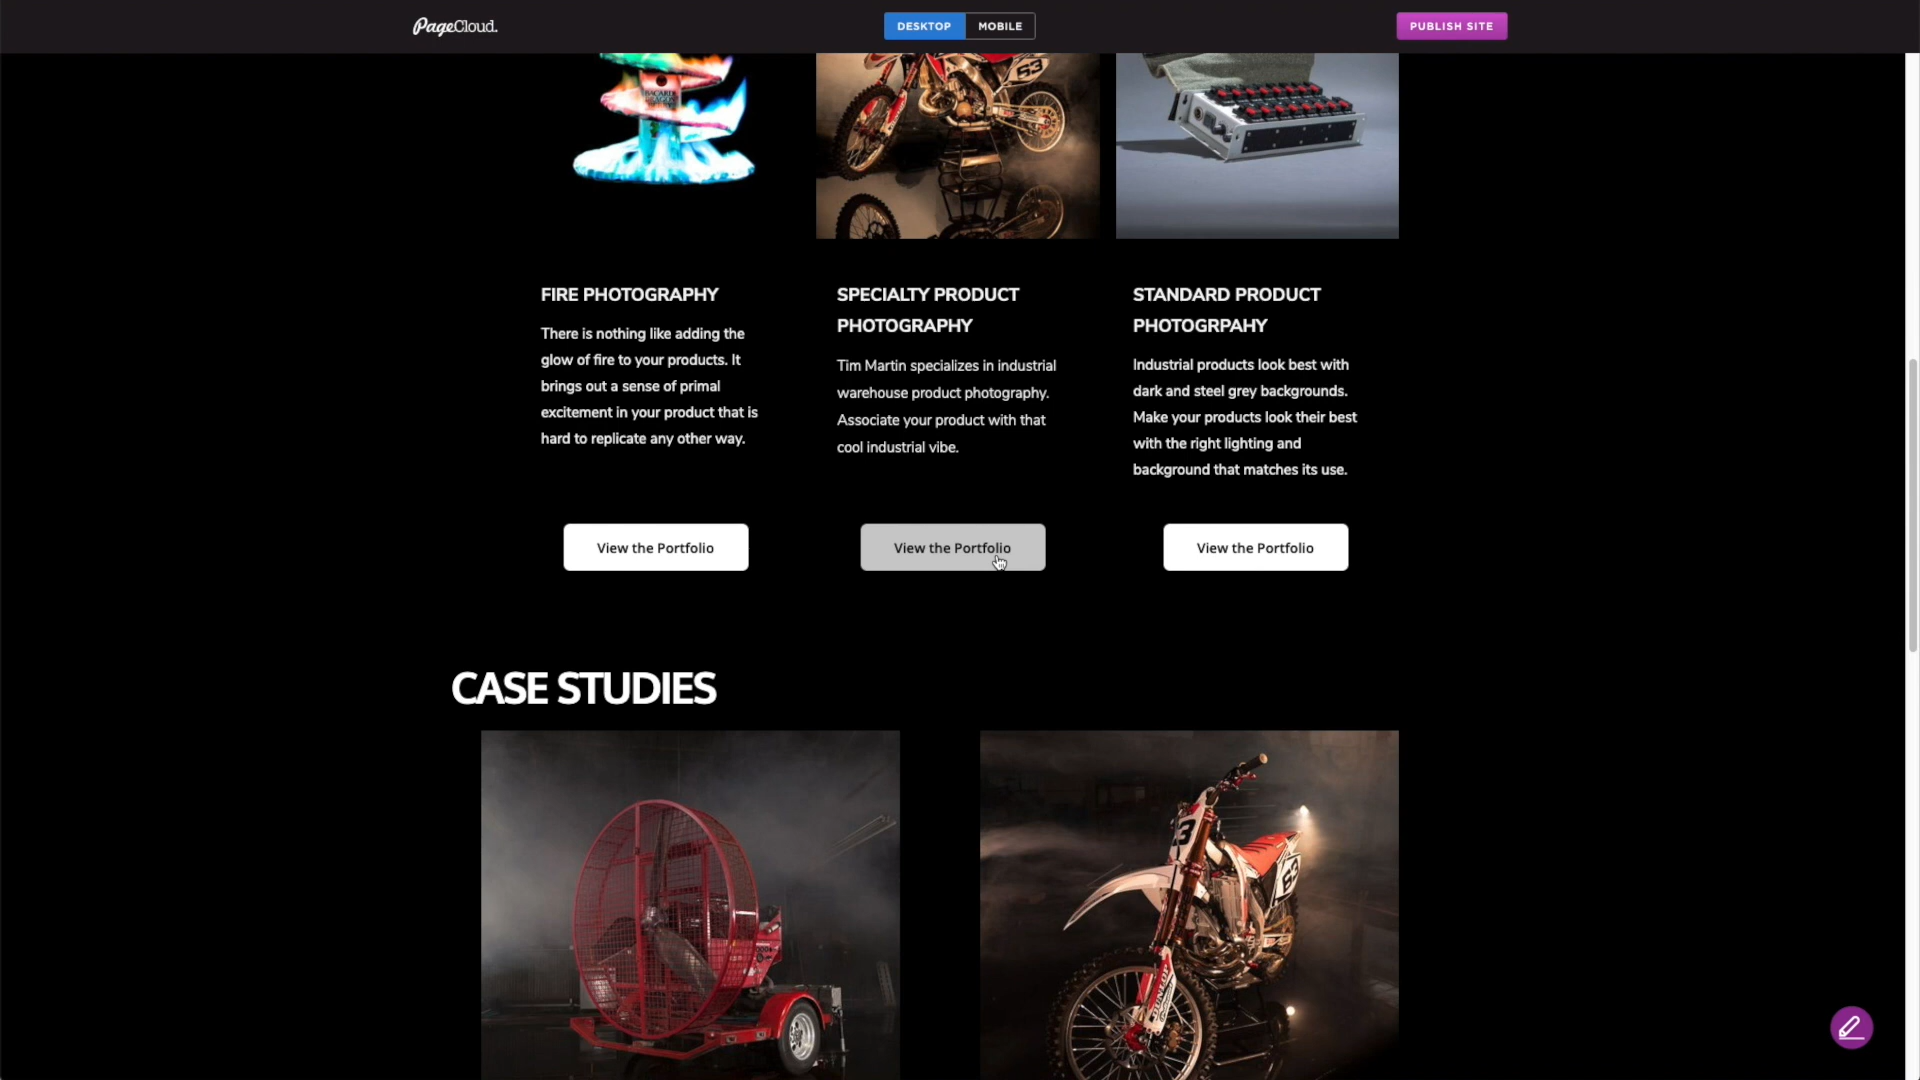 PageCloud.
DESKTOP
MOBILE
PUBLISH SITE
BACARDI
63
FIRE PHOTOGRAPHY
There is nothing like adding the
glow of fire to your products. It
brings out a sense of primal
excitement in your product that is
hard to replicate any other way.
View the Portfolio
SPECIALTY PRODUCT
PHOTOGRAPHY
Tim Martin specializes in industrial
warehouse product photography.
Associate your product with that
cool industrial vibe.
View the Portfolio
STANDARD PRODUCT
PHOTOGRPAHY
Industrial products look best with
dark and steel grey backgrounds.
Make your products look their best
with the right lighting and
background that matches its use.
View the Portfolio
CASE STUDIES
3
63
DUNLOP